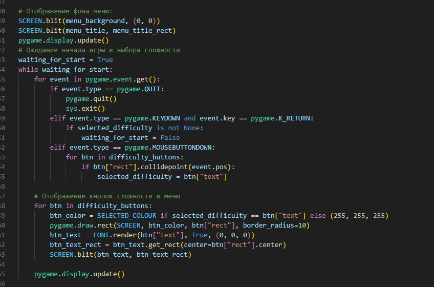 # Отображение фона меню:
SCREEN.blit(menu_background, (0, 0))
SCREEN.blit(menu_title, menu_title_rect)
pygame.display.update()
# Ожидание начала игры и выбора сложности
waiting_for_start = True
while waiting_for_start:
    for event in pygame.event.get():
        if event.type == pygame.QUIT:
            pygame.quit()
            sys.exit()
        elif event.type == pygame.KEYDOWN and event.key == pygame.K_RETURN:
            if selected_difficulty is not None:
                waiting_for_start = False
        elif event.type == pygame.MOUSEBUTTONDOWN:
            for btn in difficulty_buttons:
                if btn["rect"].collidepoint(event.pos):
                    selected_difficulty = btn["text"]
    # Отображение кнопок сложности в меню
    for btn in difficulty_buttons:
        btn_color = SELECTED_COLOUR if selected_difficulty == btn["text"] else (255, 255, 255)
        pygame.draw.rect(SCREEN, btn_color, btn["rect"], border_radius=10)
        btn_text = FONT.render(btn["text"], True, (0, 0, 0))
        btn_text_rect = btn_text.get_rect(center=btn["rect"].center)
        SCREEN.blit(btn_text, btn_text_rect)
    pygame.display.update()